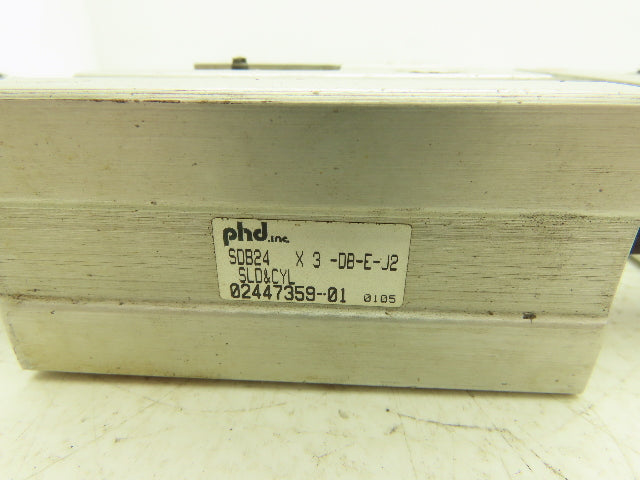 phd.inc.
SDB24 X 3 -DB-E-J2
SLD&CYL
02447359-01 0105